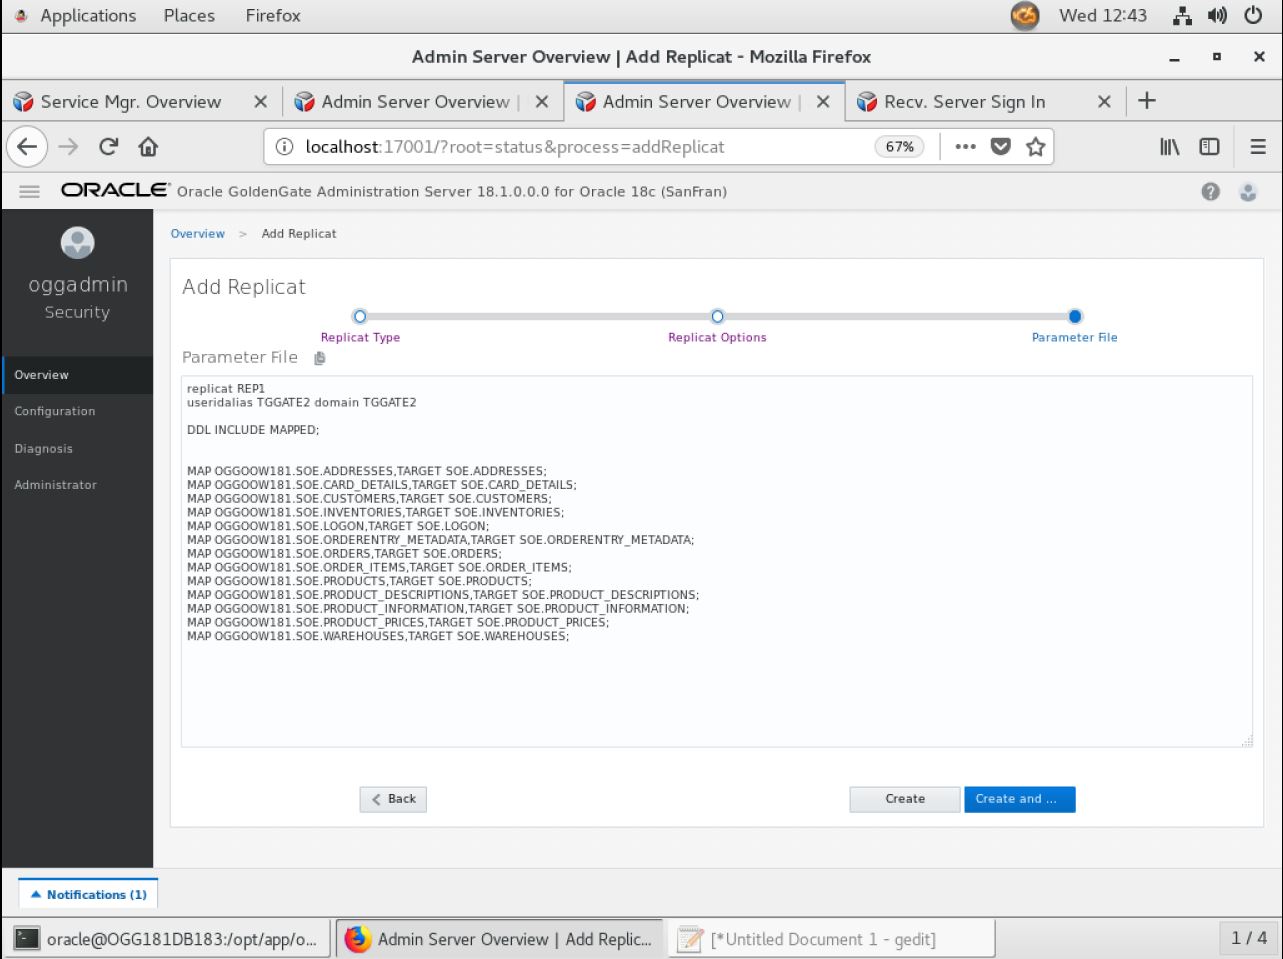 Applications Places Firefox Wed 12:43
Admin Server Overview | Add Replicat - Mozilla Firefox
Service Mgr. Overview Admin Server Overview | Admin Server Overview | Recv. Server Sign In
localhost:17001/?root=status&process=addReplicat 67%
ORACLE Oracle GoldenGate Administration Server 18.1.0.0.0 for Oracle 18c (SanFran)
oggadmin
Security
Overview
Configuration
Diagnosis
Administrator
Overview > Add Replicat
Add Replicat
Replicat Type Replicat Options Parameter File
Parameter File
replicat REP1
useridalias TGGATE2 domain TGGATE2
DDL INCLUDE MAPPED;
MAP OGGOOW181.SOE.ADDRESSES,TARGET SOE.ADDRESSES;
MAP OGGOOW181.SOE.CARD_DETAILS,TARGET SOE.CARD_DETAILS;
MAP OGGOOW181.SOE.CUSTOMERS,TARGET SOE.CUSTOMERS;
MAP OGGOOW181.SOE.INVENTORIES,TARGET SOE.INVENTORIES;
MAP OGGOOW181.SOE.LOGON,TARGET SOE.LOGON;
MAP OGGOOW181.SOE.ORDERENTRY_METADATA,TARGET SOE.ORDERENTRY_METADATA;
MAP OGGOOW181.SOE.ORDERS,TARGET SOE.ORDERS;
MAP OGGOOW181.SOE.ORDER_ITEMS,TARGET SOE.ORDER_ITEMS;
MAP OGGOOW181.SOE.PRODUCTS,TARGET SOE.PRODUCTS;
MAP OGGOOW181.SOE.PRODUCT_DESCRIPTIONS,TARGET SOE.PRODUCT_DESCRIPTIONS;
MAP OGGOOW181.SOE.PRODUCT_INFORMATION,TARGET SOE.PRODUCT_INFORMATION;
MAP OGGOOW181.SOE.PRODUCT_PRICES,TARGET SOE.PRODUCT_PRICES;
MAP OGGOOW181.SOE.WAREHOUSES,TARGET SOE.WAREHOUSES;
Back Create Create and ...
Notifications (1)
oracle@OGG181DB183:/opt/app/o... Admin Server Overview | Add Replic... [*Untitled Document 1 - gedit] 1 / 4